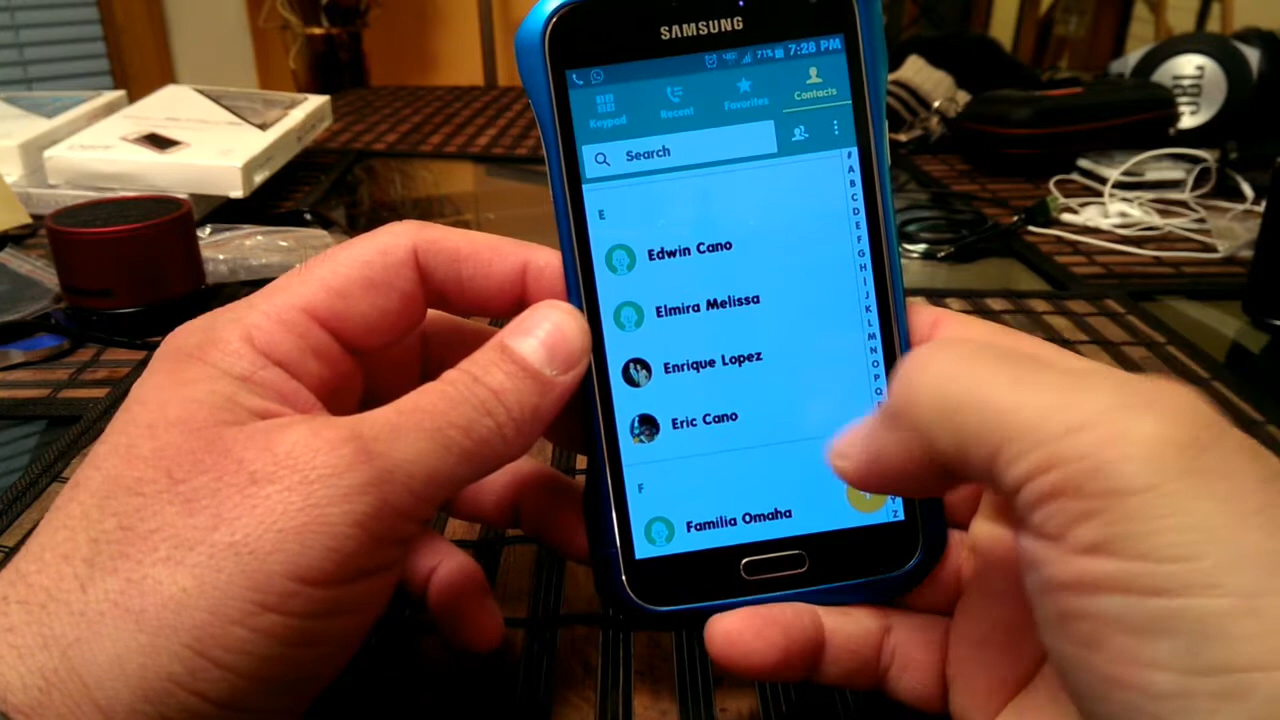 SAMSUNG
71% 7:28 PM
Keypad Recent Favorites Contacts
Search
E
Edwin Cano
Elmira Melissa
Enrique Lopez
Eric Cano
F
Familia Omaha
#
A
B
C
D
E
F
G
H
I
J
K
L
M
N
O
P
Q
Y
Z
JBL